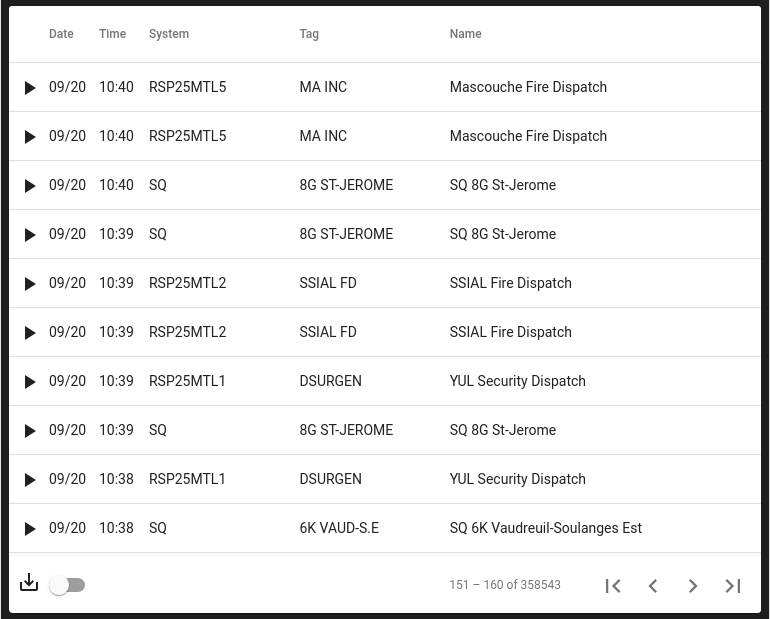 Date Time System Tag Name
09/20 10:40 RSP25MTL5 MA INC Mascouche Fire Dispatch
09/20 10:40 RSP25MTL5 MA INC Mascouche Fire Dispatch
09/20 10:40 SQ 8G ST-JEROME SQ 8G St-Jerome
09/20 10:39 SQ 8G ST-JEROME SQ 8G St-Jerome
09/20 10:39 RSP25MTL2 SSIAL FD SSIAL Fire Dispatch
09/20 10:39 RSP25MTL2 SSIAL FD SSIAL Fire Dispatch
09/20 10:39 RSP25MTL1 DSURGEN YUL Security Dispatch
09/20 10:39 SQ 8G ST-JEROME SQ 8G St-Jerome
09/20 10:38 RSP25MTL1 DSURGEN YUL Security Dispatch
09/20 10:38 SQ 6K VAUD-S.E SQ 6K Vaudreuil-Soulanges Est
151 – 160 of 358543